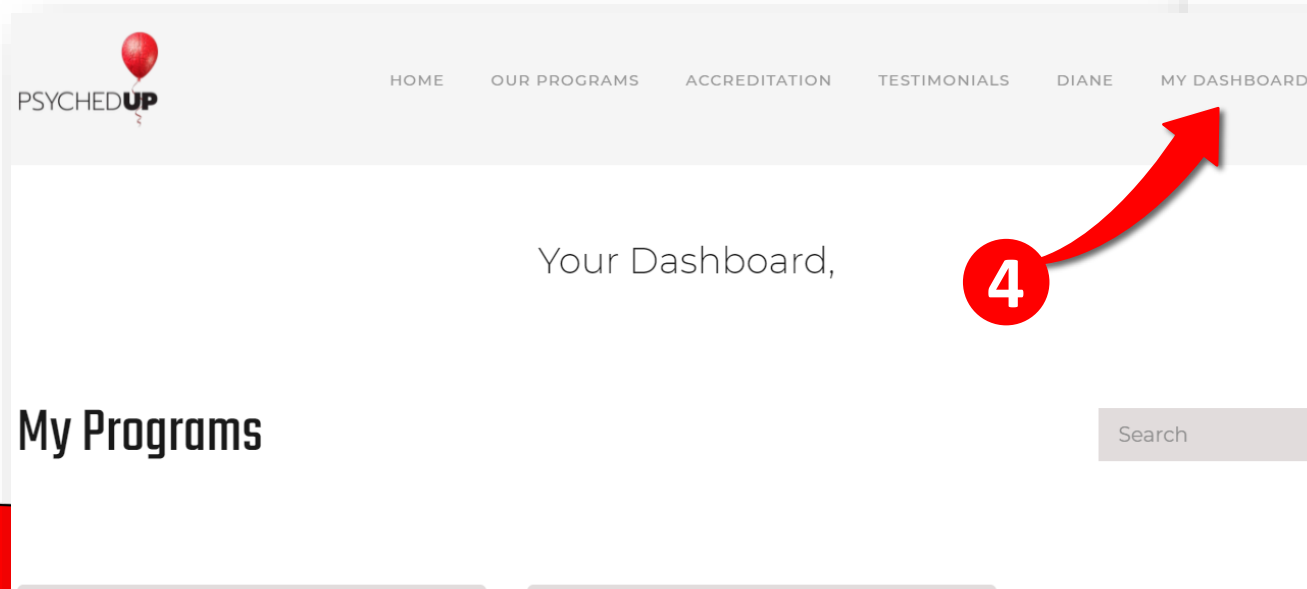 PSYCHEDUP
HOME OUR PROGRAMS ACCREDITATION TESTIMONIALS DIANE MY DASHBOARD
Your Dashboard,
4
My Programs
Search